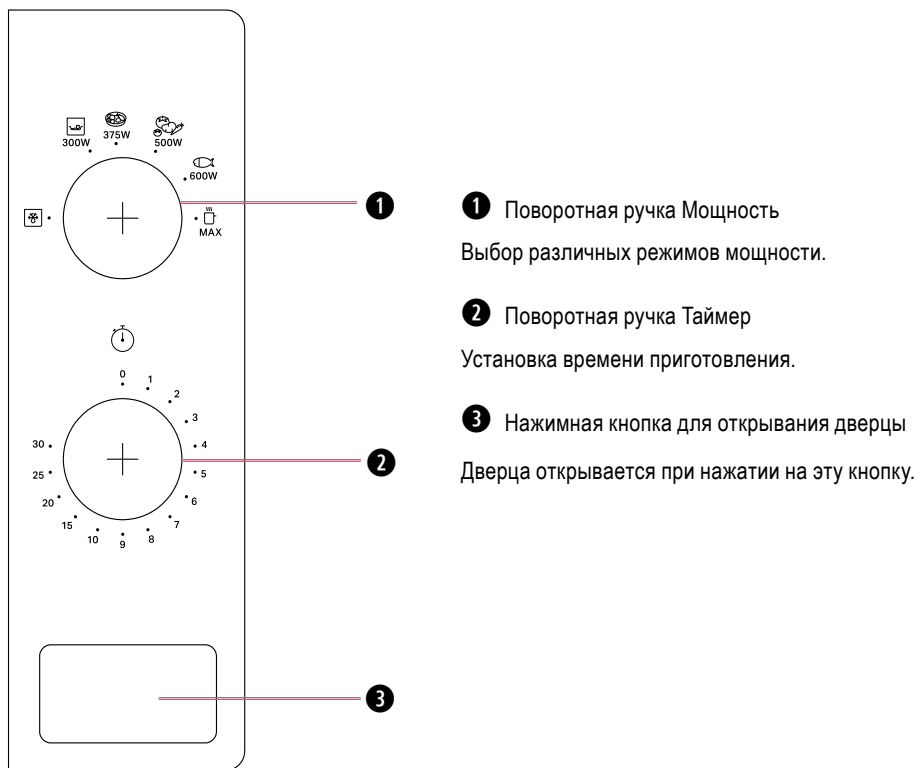 300W
375W
500W
600W
MAX
0
1
2
3
4
5
6
7
8
9
10
15
20
25
30
1
2
3
1 Поворотная ручка Мощность
Выбор различных режимов мощности.
2 Поворотная ручка Таймер
Установка времени приготовления.
3 Нажимная кнопка для открывания дверцы
Дверца открывается при нажатии на эту кнопку.